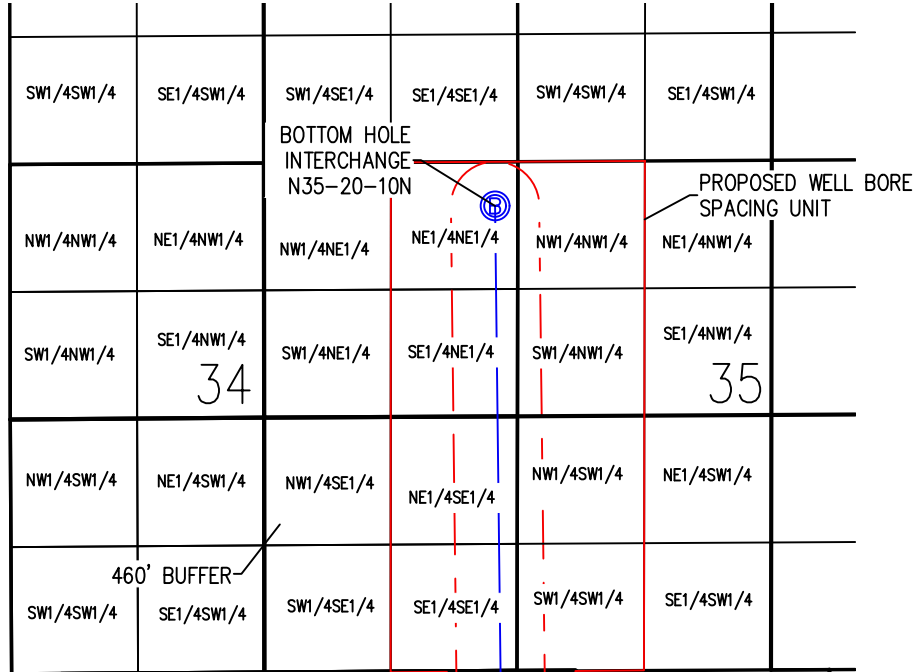 SW1/4SW1/4 SE1/4SW1/4 SW1/4SE1/4 SE1/4SE1/4 SW1/4SW1/4 SE1/4SW1/4
BOTTOM HOLE
INTERCHANGE
N35-20-10N
PROPOSED WELL BORE
SPACING UNIT
B
NW1/4NW1/4 NE1/4NW1/4 NW1/4NE1/4 NE1/4NE1/4 NW1/4NW1/4 NE1/4NW1/4
SW1/4NW1/4 SE1/4NW1/4 SW1/4NE1/4 SE1/4NE1/4 SW1/4NW1/4 SE1/4NW1/4
34 35
NW1/4SW1/4 NE1/4SW1/4 NW1/4SE1/4 NE1/4SE1/4 NW1/4SW1/4 NE1/4SW1/4
460' BUFFER
SW1/4SW1/4 SE1/4SW1/4 SW1/4SE1/4 SE1/4SE1/4 SW1/4SW1/4 SE1/4SW1/4